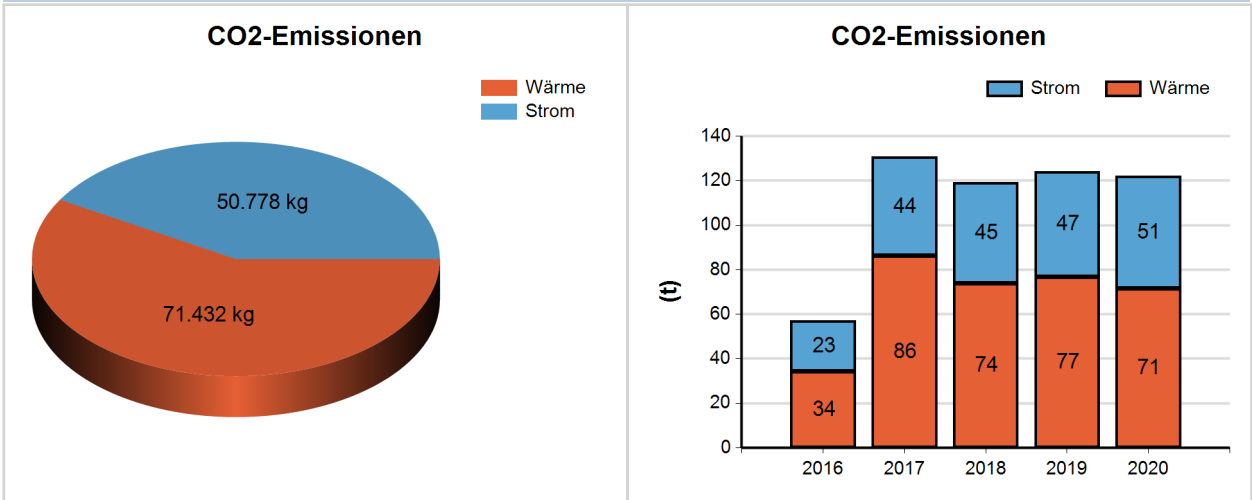 CO2-Emissionen
Wärme
Strom
50.778 kg
71.432 kg
CO2-Emissionen
Strom Wärme
(t)
140
120
100
80
60
40
20
0
44
45
47
51
23
86
74
77
71
34
2016 2017 2018 2019 2020